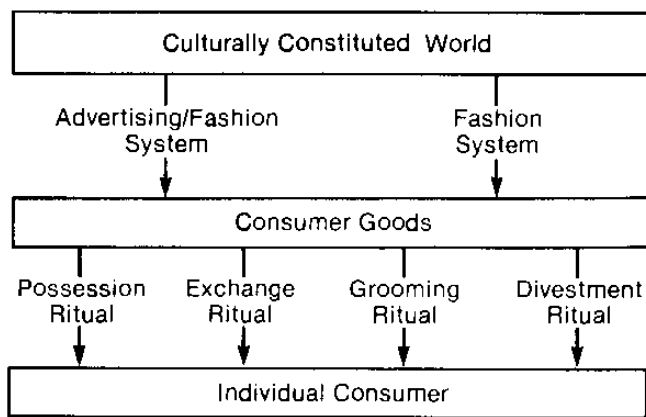 Culturally Constituted World
Advertising/Fashion
System
Fashion
System
Consumer Goods
Possession
Ritual
Exchange
Ritual
Grooming
Ritual
Divestment
Ritual
Individual Consumer